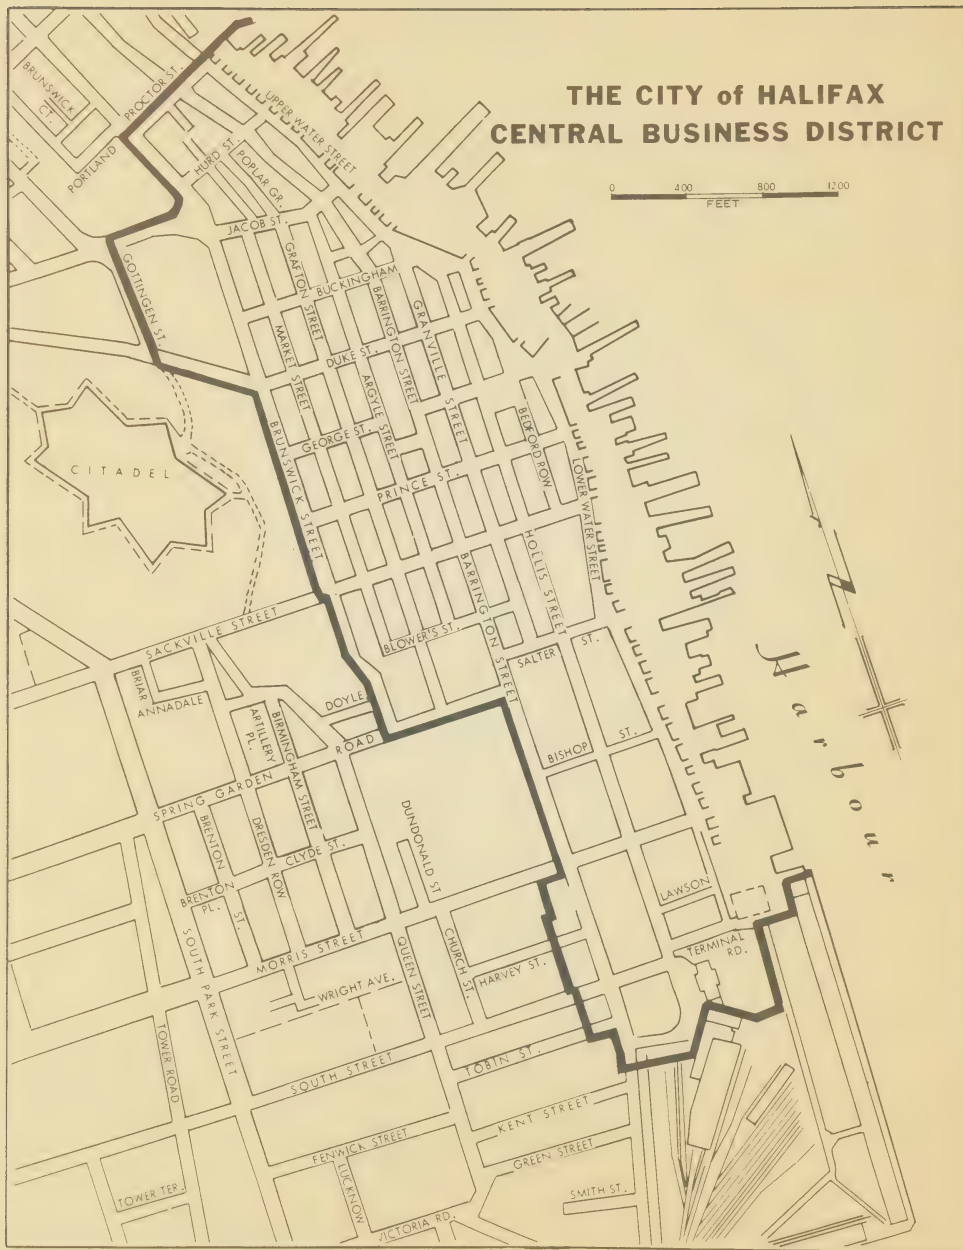 THE CITY of HALIFAX
CENTRAL BUSINESS DISTRICT
0 400 800 1200
FEET
BRUNSWICK
CT.
PROCTOR ST.
PORTLAND
UPPER WATER STREET
HURD ST.
POPLAR GR.
JACOB ST.
GOTTINGEN ST.
GRAFTON STREET
BUCKINGHAM
BARRINGTON STREET
GRANVILLE STREET
MARKET STREET
DUKE ST.
ARGYLE STREET
BRUNSWICK STREET
GEORGE ST.
BEDFORD ROW
CITADEL
PRINCE ST.
LOWER WATER STREET
HOLLIS STREET
BARRINGTON STREET
SACKVILLE STREET
BLOWER'S ST.
SALTER ST.
BRIAR
ANNADALE
DOYLE
ARTILLERY
PL.
BIRMINGHAM STREET
BISHOP ST.
SPRING GARDEN ROAD
N
Harbour
BRENTON
ST.
DRESDEN ROW
DUNDONALD ST.
CLYDE ST.
BRENTON
PL.
LAWSON
SOUTH PARK STREET
MORRIS STREET
QUEEN STREET
CHURCH ST.
TERMINAL
RD.
HARVEY ST.
WRIGHT AVE.
TOWER ROAD
SOUTH STREET
TOBIN ST.
KENT STREET
FENWICK STREET
GREEN STREET
LUCKNOW
SMITH ST.
TOWER TER.
VICTORIA RD.